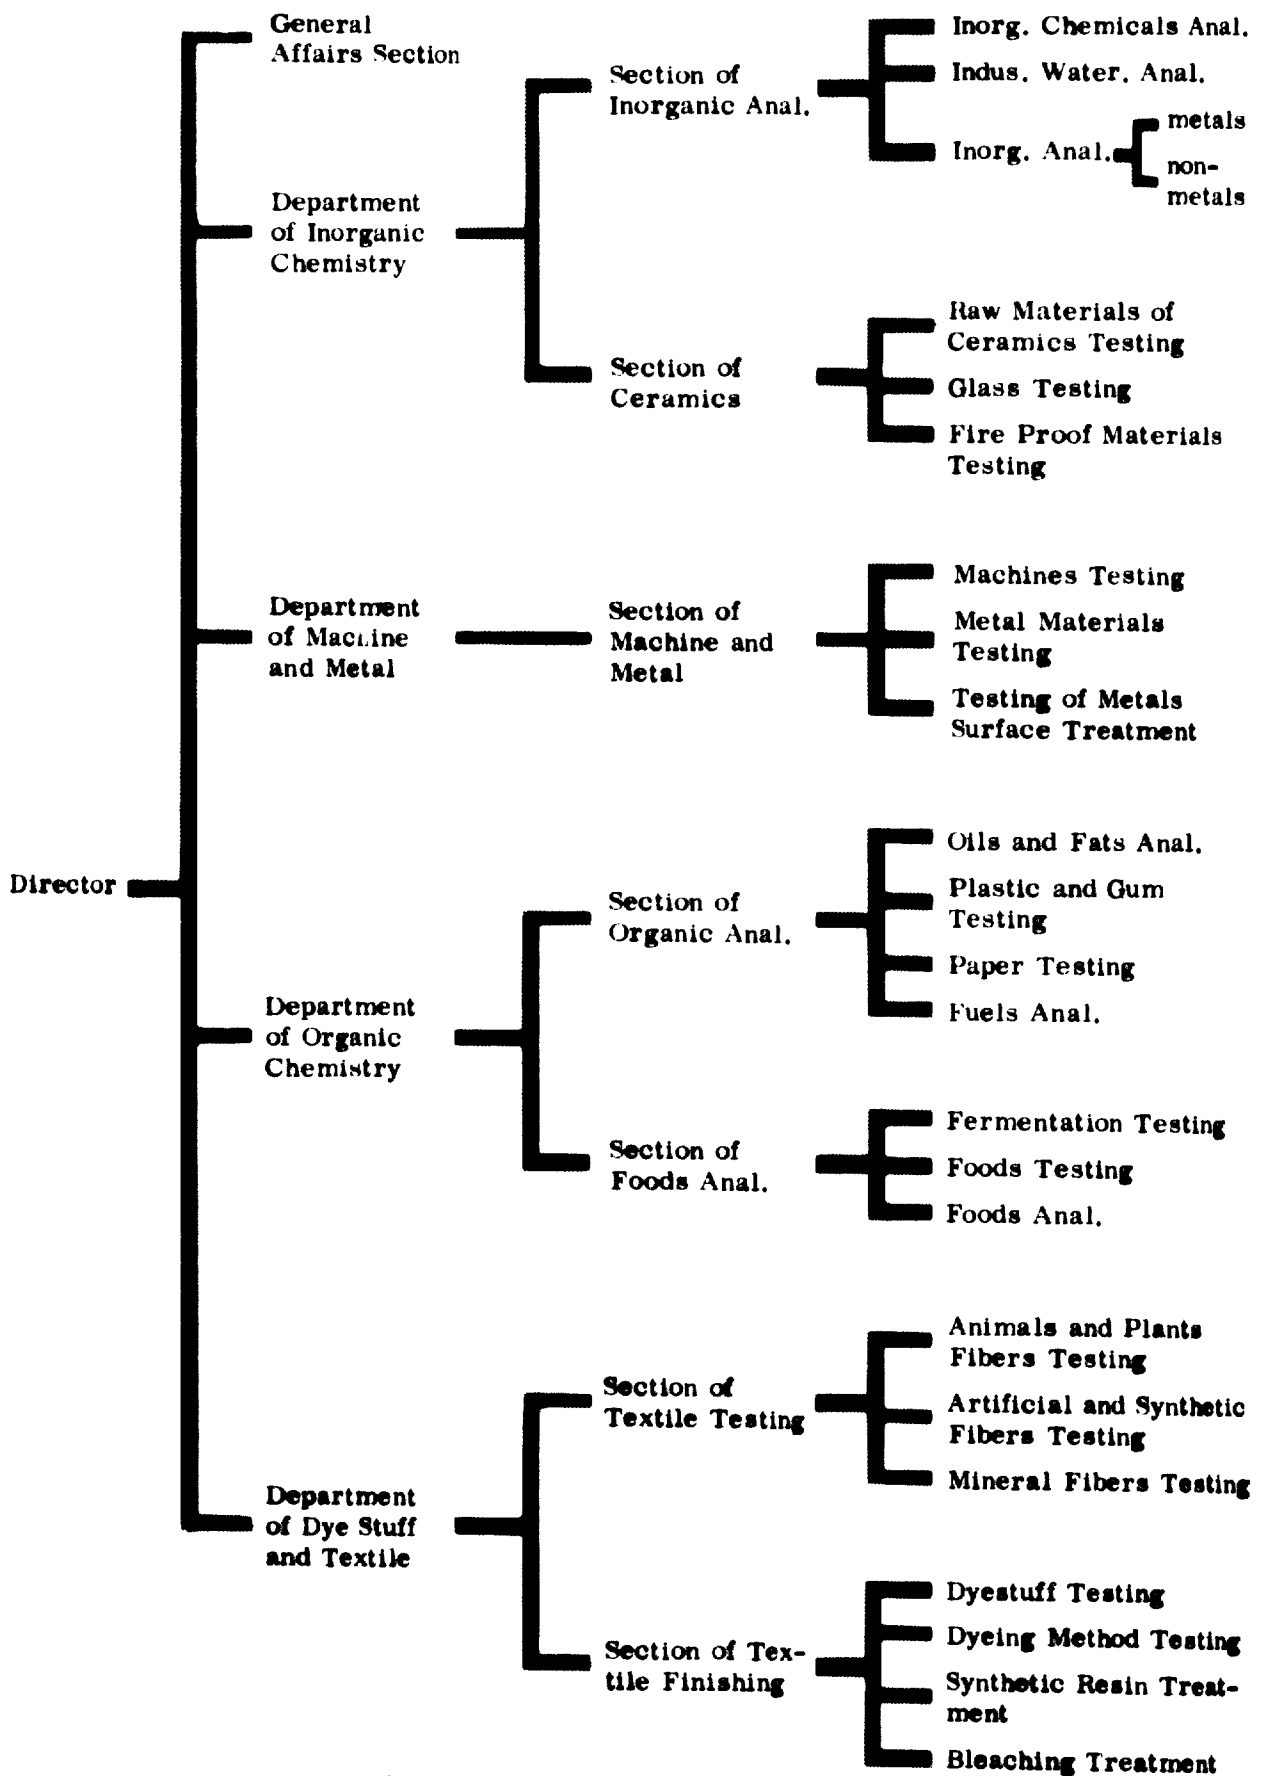 General
Affairs Section
Department
of Inorganic
Chemistry
Section of
Inorganic Anal.
Inorg. Chemicals Anal.
Indus. Water. Anal.
Inorg. Anal.
metals
non-
metals
Section of
Ceramics
Raw Materials of
Ceramics Testing
Glass Testing
Fire Proof Materials
Testing
Department
of Machine
and Metal
Section of
Machine and
Metal
Machines Testing
Metal Materials
Testing
Testing of Metals
Surface Treatment
Director
Department
of Organic
Chemistry
Section of
Organic Anal.
Oils and Fats Anal.
Plastic and Gum
Testing
Paper Testing
Fuels Anal.
Section of
Foods Anal.
Fermentation Testing
Foods Testing
Foods Anal.
Department
of Dye Stuff
and Textile
Section of
Textile Testing
Animals and Plants
Fibers Testing
Artificial and Synthetic
Fibers Testing
Mineral Fibers Testing
Section of Tex-
tile Finishing
Dyestuff Testing
Dyeing Method Testing
Synthetic Resin Treat-
ment
Bleaching Treatment